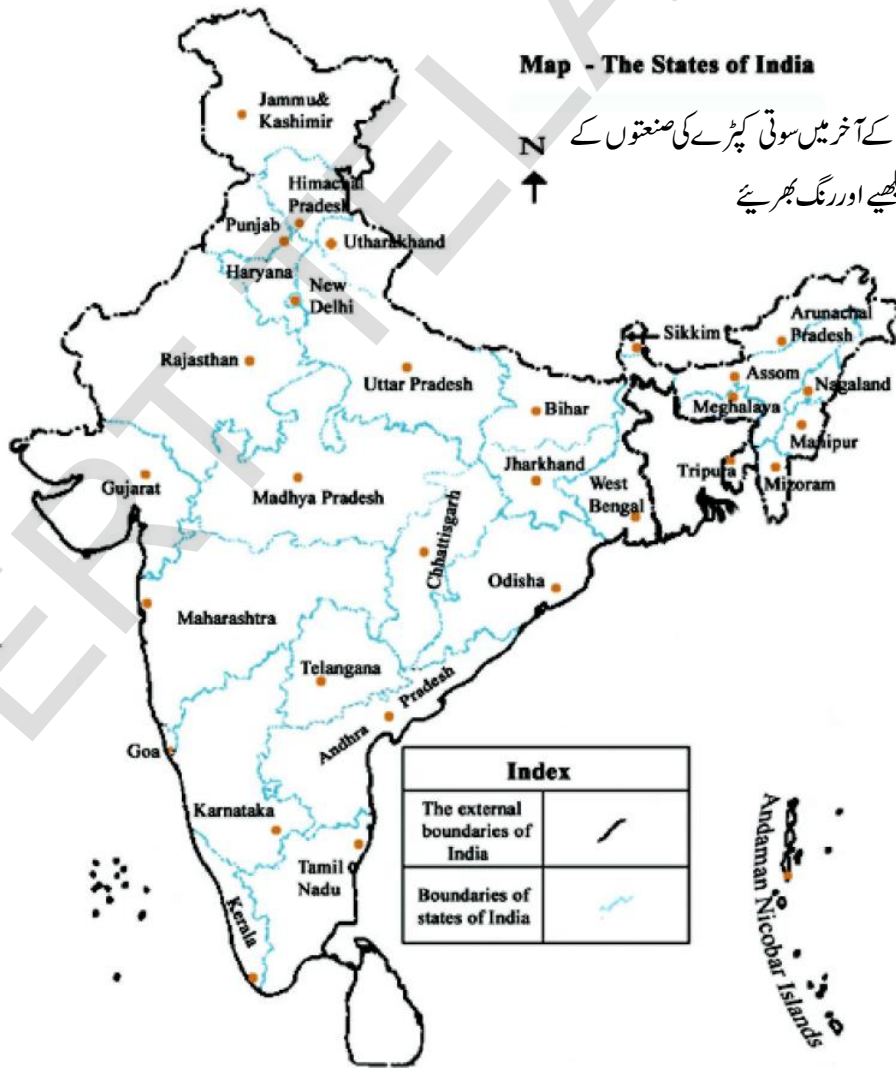 Map - The States of India
کے آخر میں سوتی کپڑے کی صنعتوں کے
N
اور رنگ بھریئے
Jammu&
Kashimir
Himachal
Pradesh
Punjab
Utharakhand
Haryana
New
Delhi
Rajasthan
Uttar Pradesh
Sikkim
Arunachal
Pradesh
Assom
Nagaland
Meghalaya
Bihar
Manipur
Jharkhand
Tripura
Mizoram
Gujarat
Madhya Pradesh
West
Bengal
Chhattisgarh
Odisha
Maharashtra
Telangana
Andhra Pradesh
Goa
Karnataka
Tamil
Nadu
Kerala
Index
The external
boundaries of
India
Boundaries of
states of India
Andaman Nicobar Islands